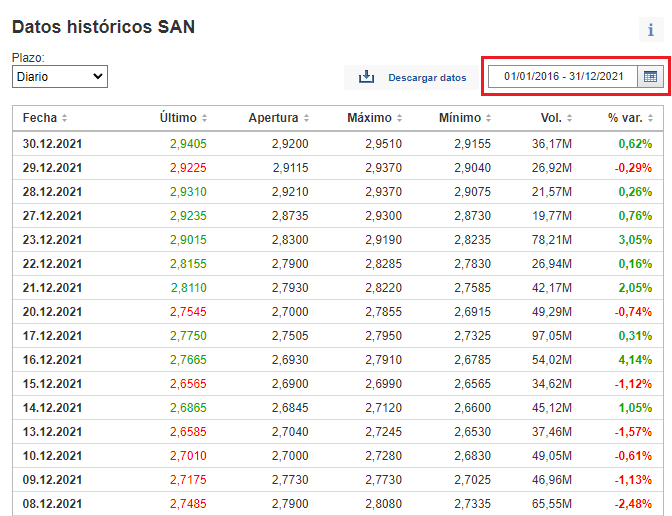 Datos históricos SAN
i
Plazo:
Diario
Descargar datos
01/01/2016 - 31/12/2021
Fecha Último Apertura Máximo Mínimo Vol. % var.
30.12.2021 2,9405 2,9200 2,9510 2,9155 36,17M 0,62%
29.12.2021 2,9225 2,9115 2,9370 2,9040 26,92M -0,29%
28.12.2021 2,9310 2,9210 2,9370 2,9075 21,57M 0,26%
27.12.2021 2,9235 2,8735 2,9300 2,8730 19,77M 0,76%
23.12.2021 2,9015 2,8300 2,9190 2,8235 78,21M 3,05%
22.12.2021 2,8155 2,7900 2,8285 2,7830 26,94M 0,16%
21.12.2021 2,8110 2,7930 2,8220 2,7585 42,17M 2,05%
20.12.2021 2,7545 2,7000 2,7855 2,6915 49,29M -0,74%
17.12.2021 2,7750 2,7505 2,7950 2,7325 97,05M 0,31%
16.12.2021 2,7665 2,6930 2,7910 2,6785 54,02M 4,14%
15.12.2021 2,6565 2,6900 2,6990 2,6565 34,62M -1,12%
14.12.2021 2,6865 2,6845 2,7120 2,6600 45,12M 1,05%
13.12.2021 2,6585 2,7040 2,7245 2,6530 37,46M -1,57%
10.12.2021 2,7010 2,7000 2,7280 2,6830 49,05M -0,61%
09.12.2021 2,7175 2,7730 2,7730 2,7025 46,96M -1,13%
08.12.2021 2,7485 2,7900 2,8080 2,7335 65,55M -2,48%